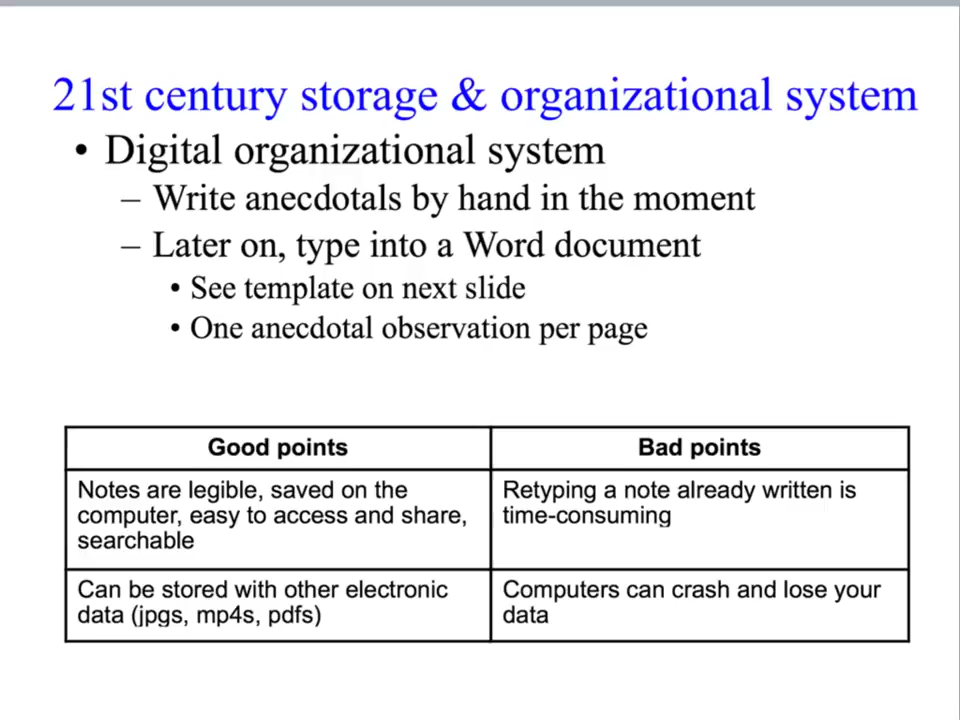 21st century storage & organizational system
• Digital organizational system
– Write anecdotals by hand in the moment
– Later on, type into a Word document
• See template on next slide
• One anecdotal observation per page
Good points
Bad points
Notes are legible, saved on the
computer, easy to access and share,
searchable
Retyping a note already written is
time-consuming
Can be stored with other electronic
data (jpgs, mp4s, pdfs)
Computers can crash and lose your
data